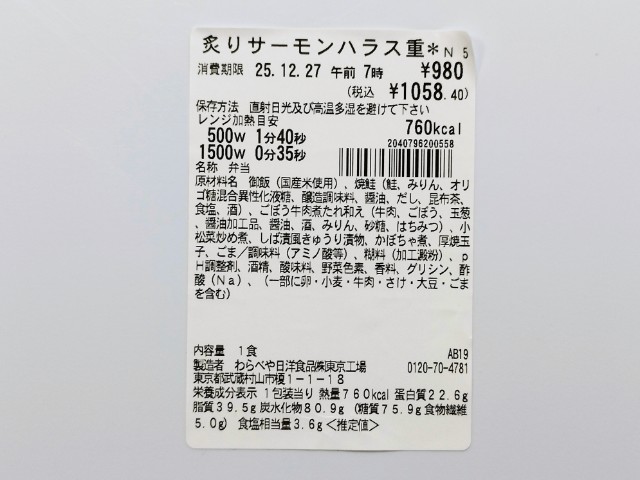 炙りサーモンハラス重* N 5
消費期限 25.12.27 午前 7時 ¥980
(税込 ¥1058.40)
保存方法 直射日光及び高温多湿を避けて下さい
レンジ加熱目安 760kcal
500W 1分40秒 2040796200558
1500W 0分35秒
名称 弁当
原材料名 御飯(国産米使用)、焼鮭(鮭、みりん、オリ
ゴ糖混合異性化液糖、醸造調味料、醤油、だし、昆布茶、
食塩、酒)、ごぼう牛肉煮たれ和え(牛肉、ごぼう、玉葱、
醤油加工品、醤油、酒、みりん、砂糖、はちみつ)、小
松菜炒め煮、しば漬風きゅうり漬物、かぼちゃ煮、厚焼玉
子、ごま/調味料(アミノ酸等)、糊料(加工澱粉)、p
H調整剤、酒精、酸味料、野菜色素、香料、グリシン、酢
酸(Na)、(一部に卵・小麦・牛肉・さけ・大豆・ごま
を含む)
内容量 1食 AB19
製造者 わらべや日洋食品㈱東京工場 0120-70-4781
東京都武蔵村山市榎1-1-18
栄養成分表示 1包装当り 熱量760kcal 蛋白質22.6g
脂質39.5g 炭水化物80.9g (糖質75.9g 食物繊維
5.0g) 食塩相当量3.6g<推定値>